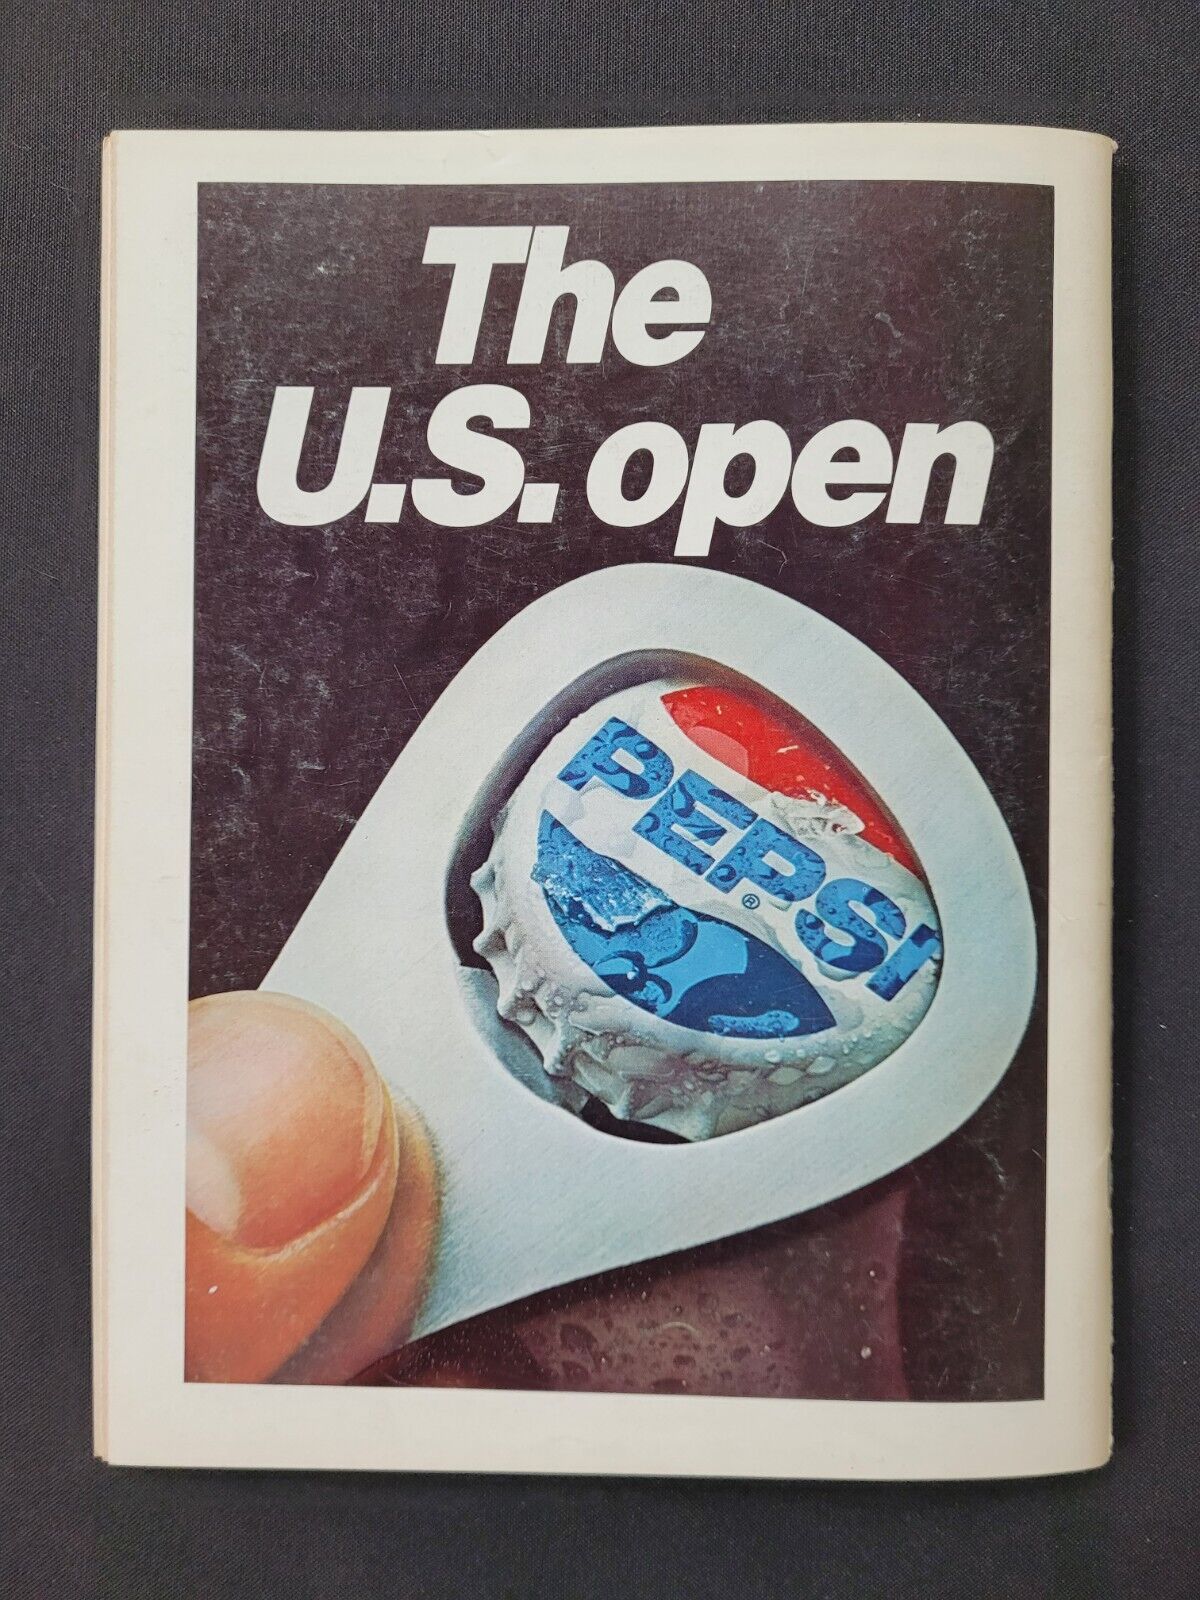 The
U.S. open
PEPSI
®